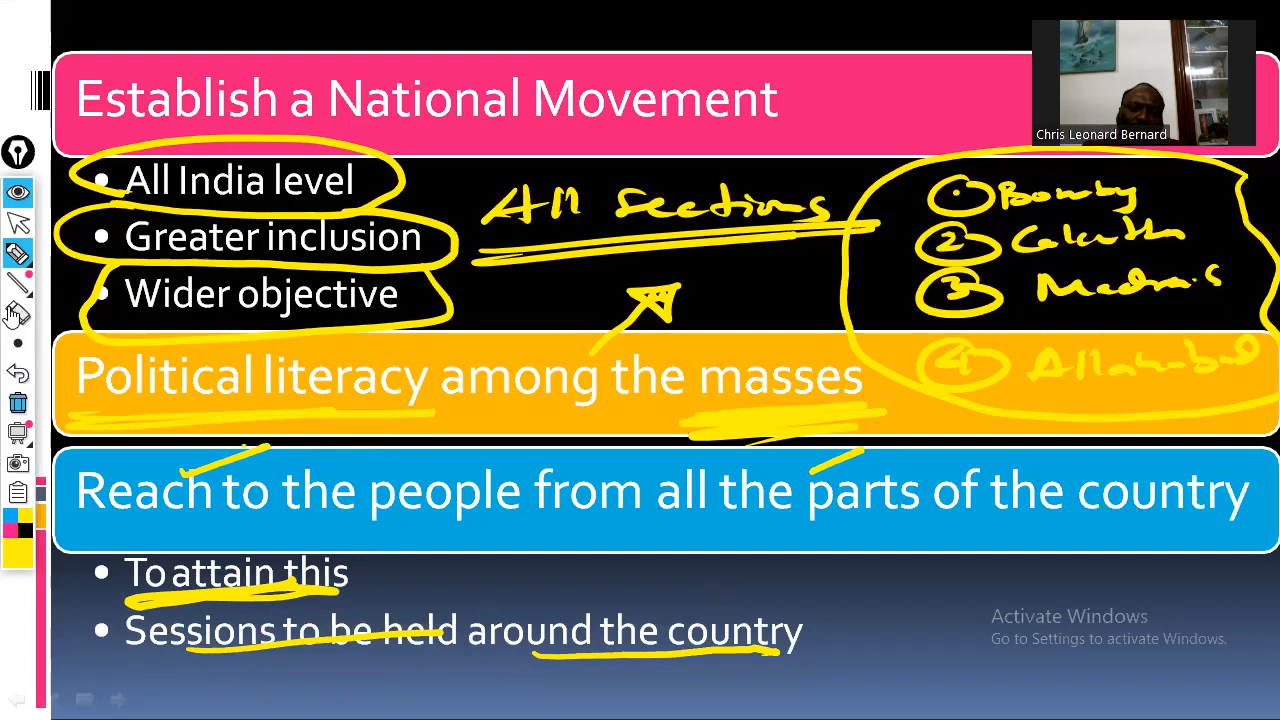 Establish a National Movement
Chris Leonard Bernard
• All India level
• Greater inclusion
• Wider objective
All Sections
① Bombay
② Calcutta
③ Madras
④ Allahabad
Political literacy among the masses
Reach to the people from all the parts of the country
• To attain this
• Sessions to be held around the country
Activate Windows
Go to Settings to activate Windows.